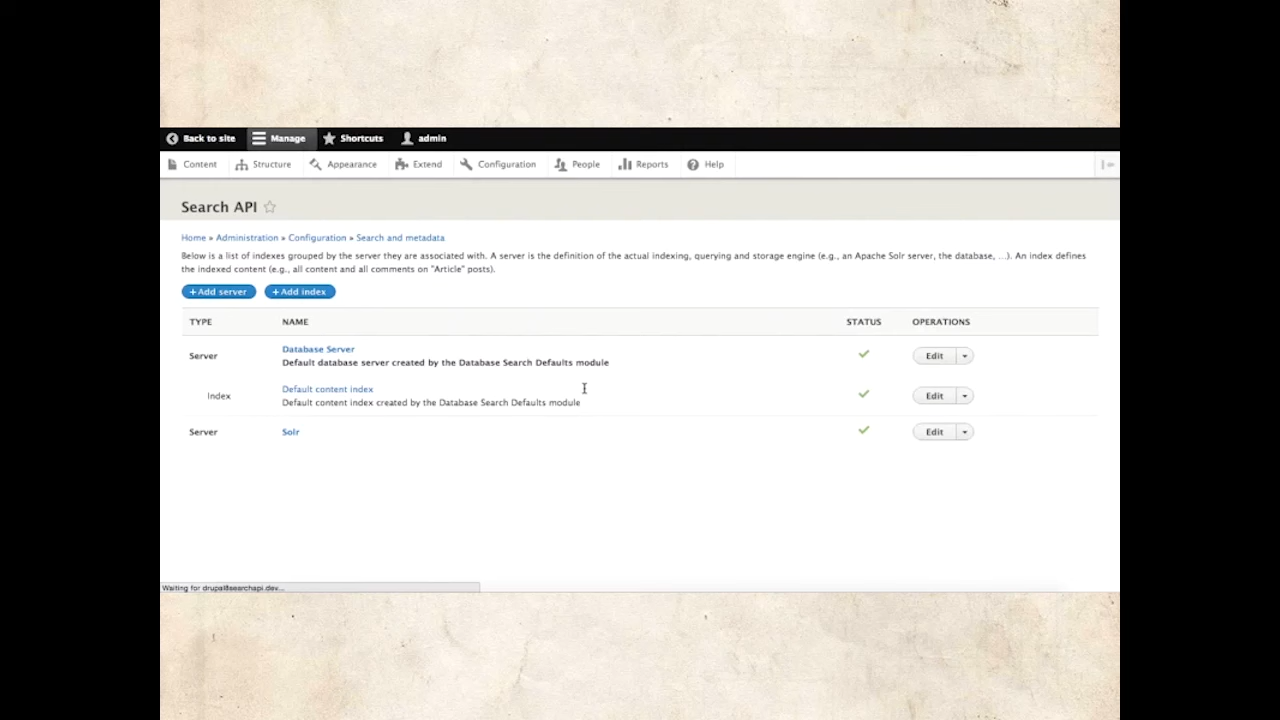 Back to site Manage Shortcuts admin
Content Structure Appearance Extend Configuration People Reports Help
Search API
Home » Administration » Configuration » Search and metadata
Below is a list of indexes grouped by the server they are associated with. A server is the definition of the actual indexing, querying and storage engine (e.g., an Apache Solr server, the database, ...). An index defines
the indexed content (e.g., all content and all comments on "Article" posts).
+ Add server + Add index
TYPE NAME STATUS OPERATIONS
Database Server
Server Edit
Default database server created by the Database Search Defaults module
Default content index
Index Edit
Default content index created by the Database Search Defaults module
Server Solr Edit
Waiting for drupal8searchapi.dev...